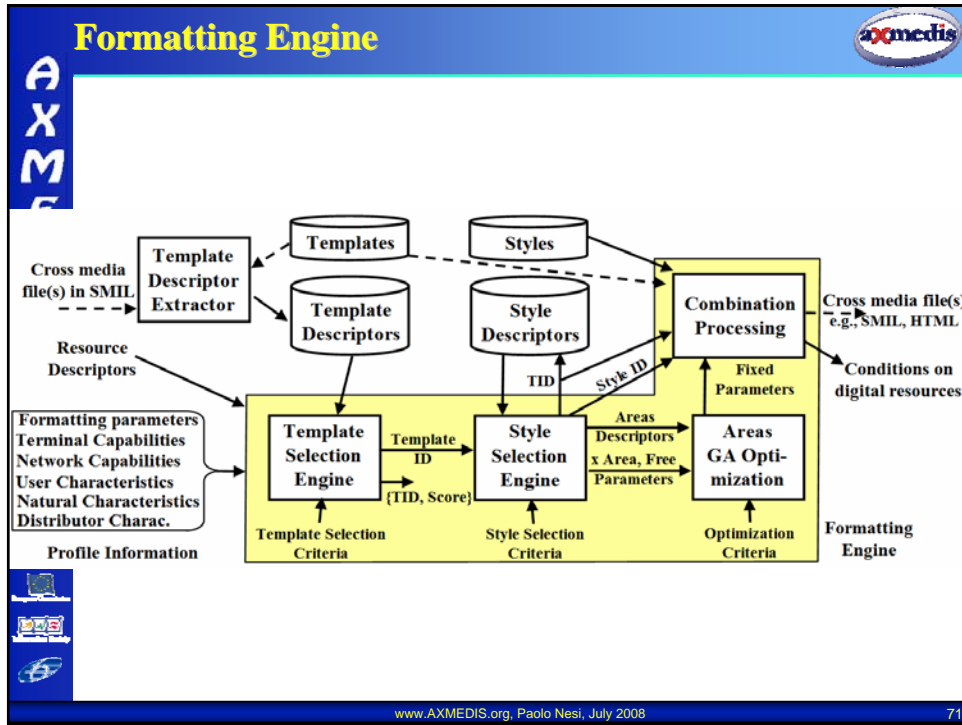 Formatting Engine
axmedis
A
X
M
Templates
Styles
Cross media
file(s) in SMIL
Template
Descriptor
Extractor
Template
Descriptors
Style
Descriptors
Combination
Processing
Cross media file(s)
e.g., SMIL, HTML
Resource
Descriptors
TID
Style ID
Fixed
Parameters
Conditions on
digital resources
Formatting parameters
Terminal Capabilities
Network Capabilities
User Characteristics
Natural Characteristics
Distributor Charac.
Profile Information
Template
Selection
Engine
Template
ID
{TID, Score}
Style
Selection
Engine
Areas
Descriptors
x Area, Free
Parameters
Areas
GA Opti-
mization
Template Selection
Criteria
Style Selection
Criteria
Optimization
Criteria
Formatting
Engine
www.AXMEDIS.org, Paolo Nesi, July 2008
71